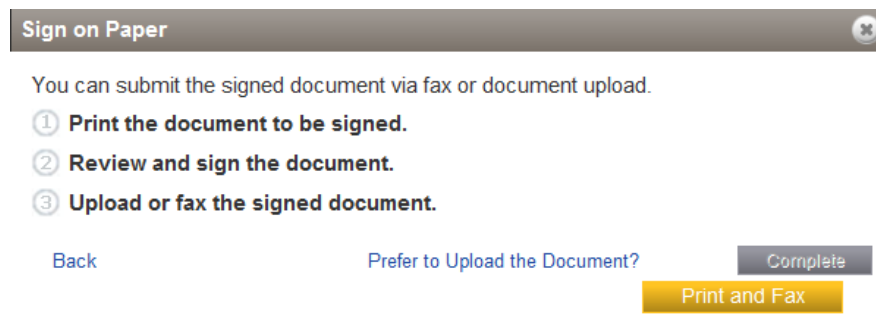 Sign on Paper
You can submit the signed document via fax or document upload.
1 Print the document to be signed.
2 Review and sign the document.
3 Upload or fax the signed document.
Back Prefer to Upload the Document? Complete
Print and Fax